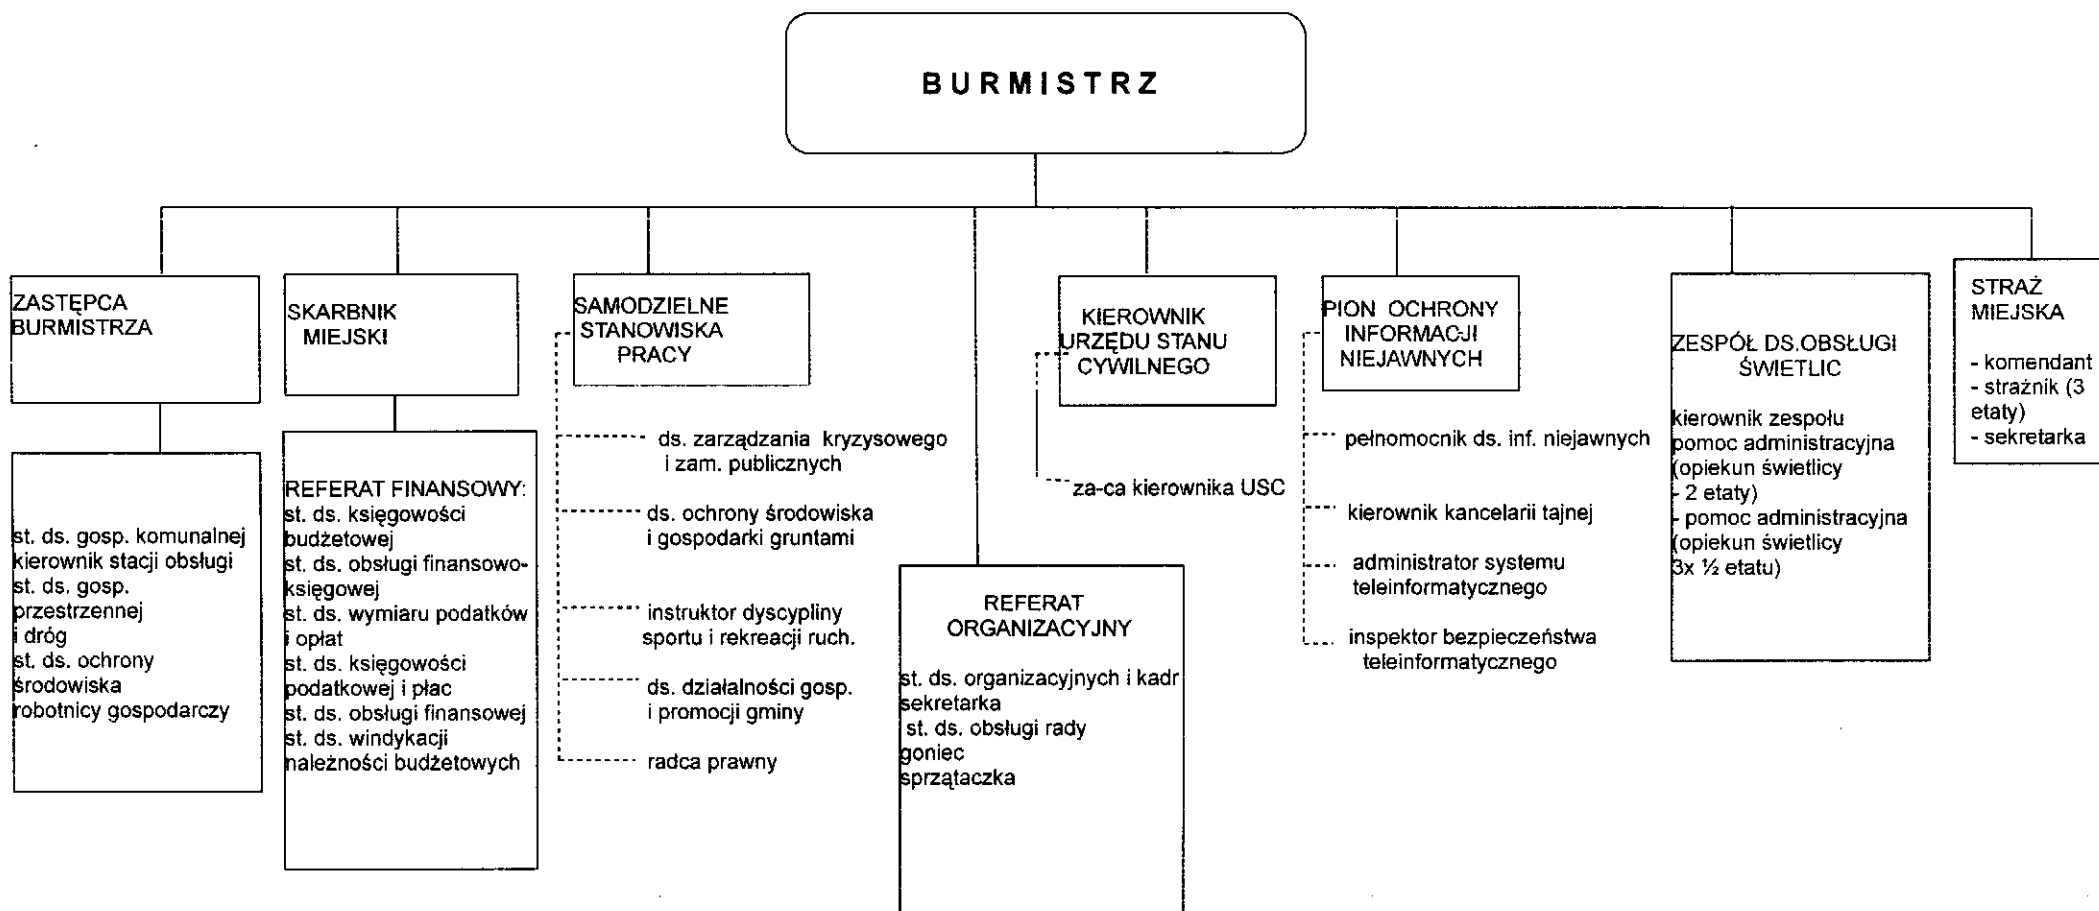 BURMISTRZ
ZASTĘPCA
BURMISTRZA
st. ds. gosp. komunalnej
kierownik stacji obsługi
st. ds. gosp.
przestrzennej
i dróg
st. ds. ochrony
środowiska
robotnicy gospodarczy
SKARBNIK
MIEJSKI
REFERAT FINANSOWY:
st. ds. księgowości
budżetowej
st. ds. obsługi finansowo-
księgowej
st. ds. wymiaru podatków
i opłat
st. ds. księgowości
podatkowej i płac
st. ds. obsługi finansowej
st. ds. windykacji
należności budżetowych
SAMODZIELNE
STANOWISKA
PRACY
ds. zarządzania kryzysowego
i zam. publicznych
ds. ochrony środowiska
i gospodarki gruntami
instruktor dyscypliny
sportu i rekreacji ruch.
ds. działalności gosp.
i promocji gminy
radca prawny
REFERAT
ORGANIZACYJNY
st. ds. organizacyjnych i kadr
sekretarka
st. ds. obsługi rady
goniec
sprzątaczka
KIEROWNIK
URZĘDU STANU
CYWILNEGO
za-ca kierownika USC
PION OCHRONY
INFORMACJI
NIEJAWNYCH
pełnomocnik ds. inf. niejawnych
kierownik kancelarii tajnej
administrator systemu
teleinformatycznego
inspektor bezpieczeństwa
teleinformatycznego
ZESPÓŁ DS.OBSŁUGI
ŚWIETLIC
kierownik zespołu
pomoc administracyjna
(opiekun świetlicy
- 2 etaty)
- pomoc administracyjna
(opiekun świetlicy
3x ½ etatu)
STRAŻ
MIEJSKA
- komendant
- strażnik (3
etaty)
- sekretarka